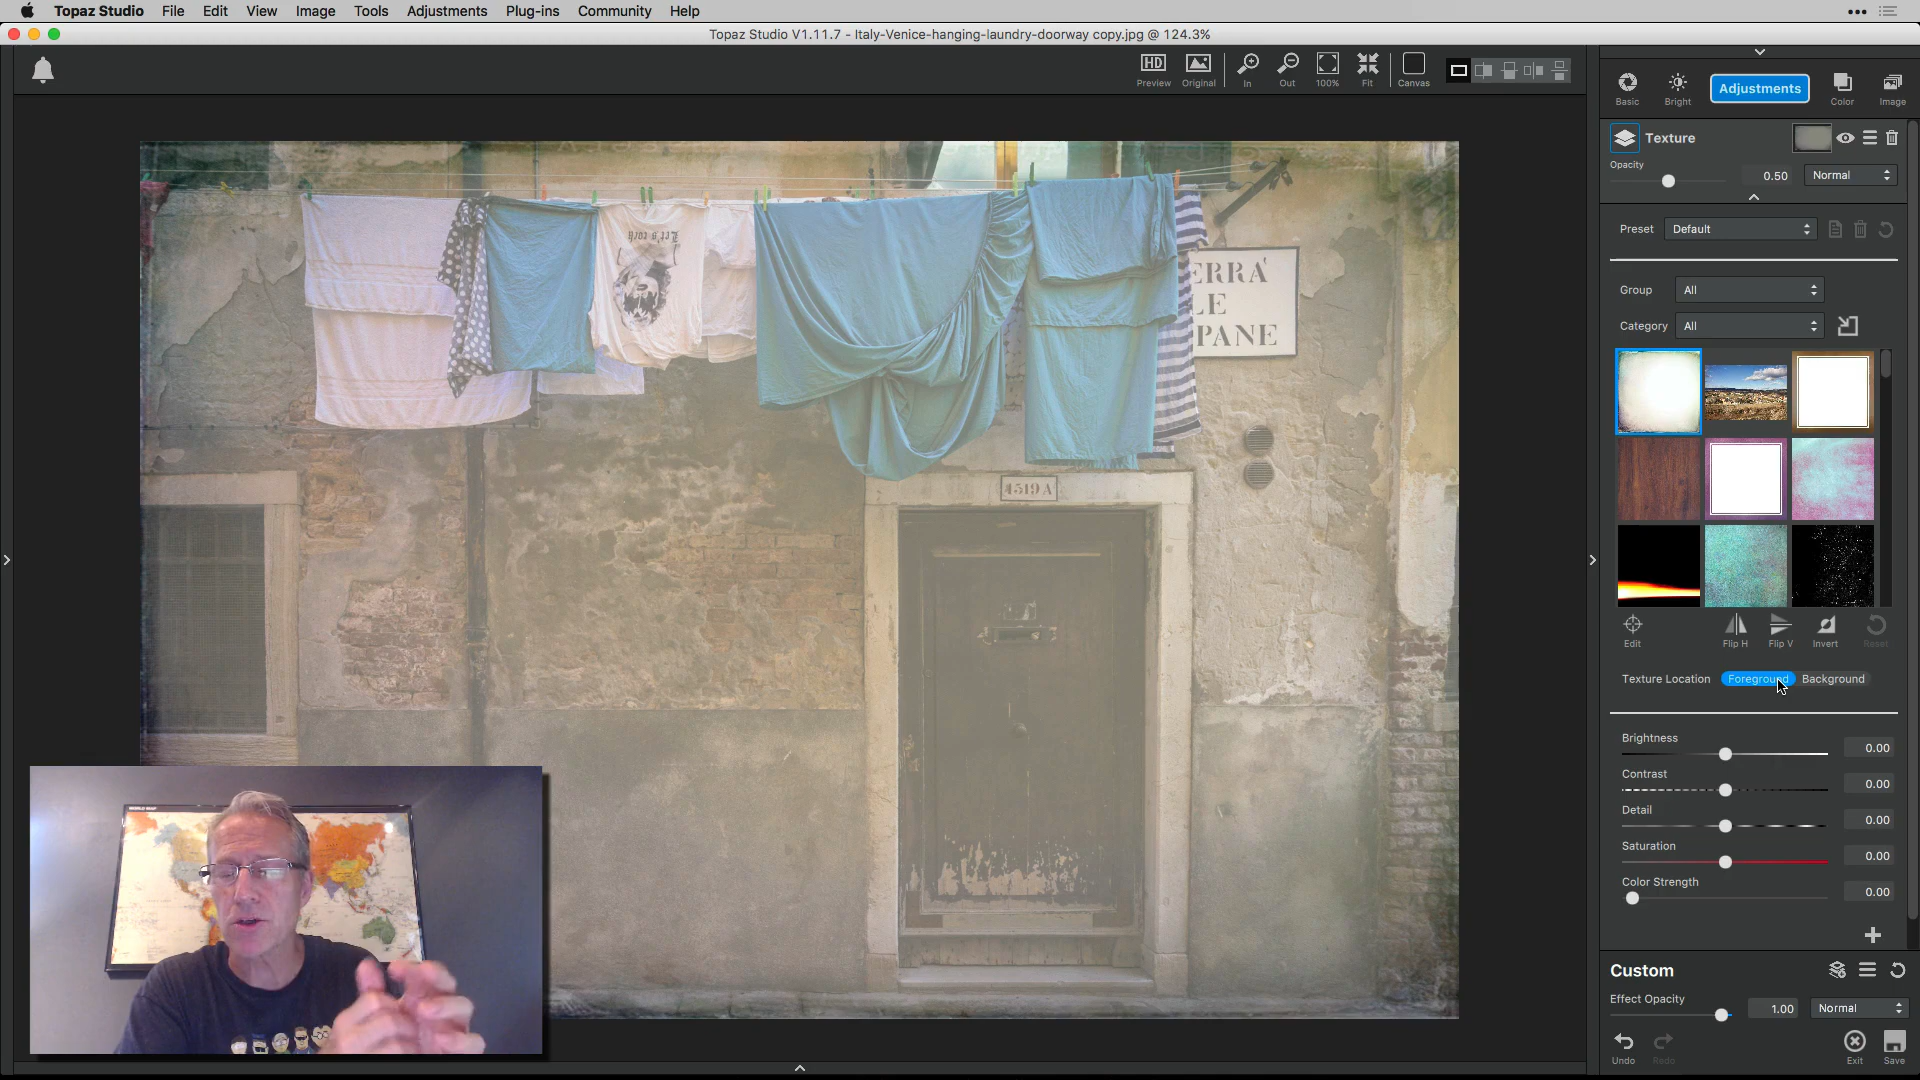 Topaz Studio File Edit View Image Tools Adjustments Plug-ins Community Help
Topaz Studio V1.11.7 - Italy-Venice-hanging-laundry-doorway copy.jpg @ 124.3%
HD
Preview Original In Out 100% Fit Canvas
Basic Bright Adjustments Color Image
Texture
Opacity
0.50 Normal
Preset Default
Group All
Category All
Edit Flip H Flip V Invert Reset
Texture Location Foreground Background
Brightness
0.00
Contrast
0.00
Detail
0.00
Saturation
0.00
Color Strength
0.00
Custom
Effect Opacity
1.00 Normal
Undo Redo Exit Save
ERRA'
LE
PANE
4519 A
Let's rock
WORLD MAP